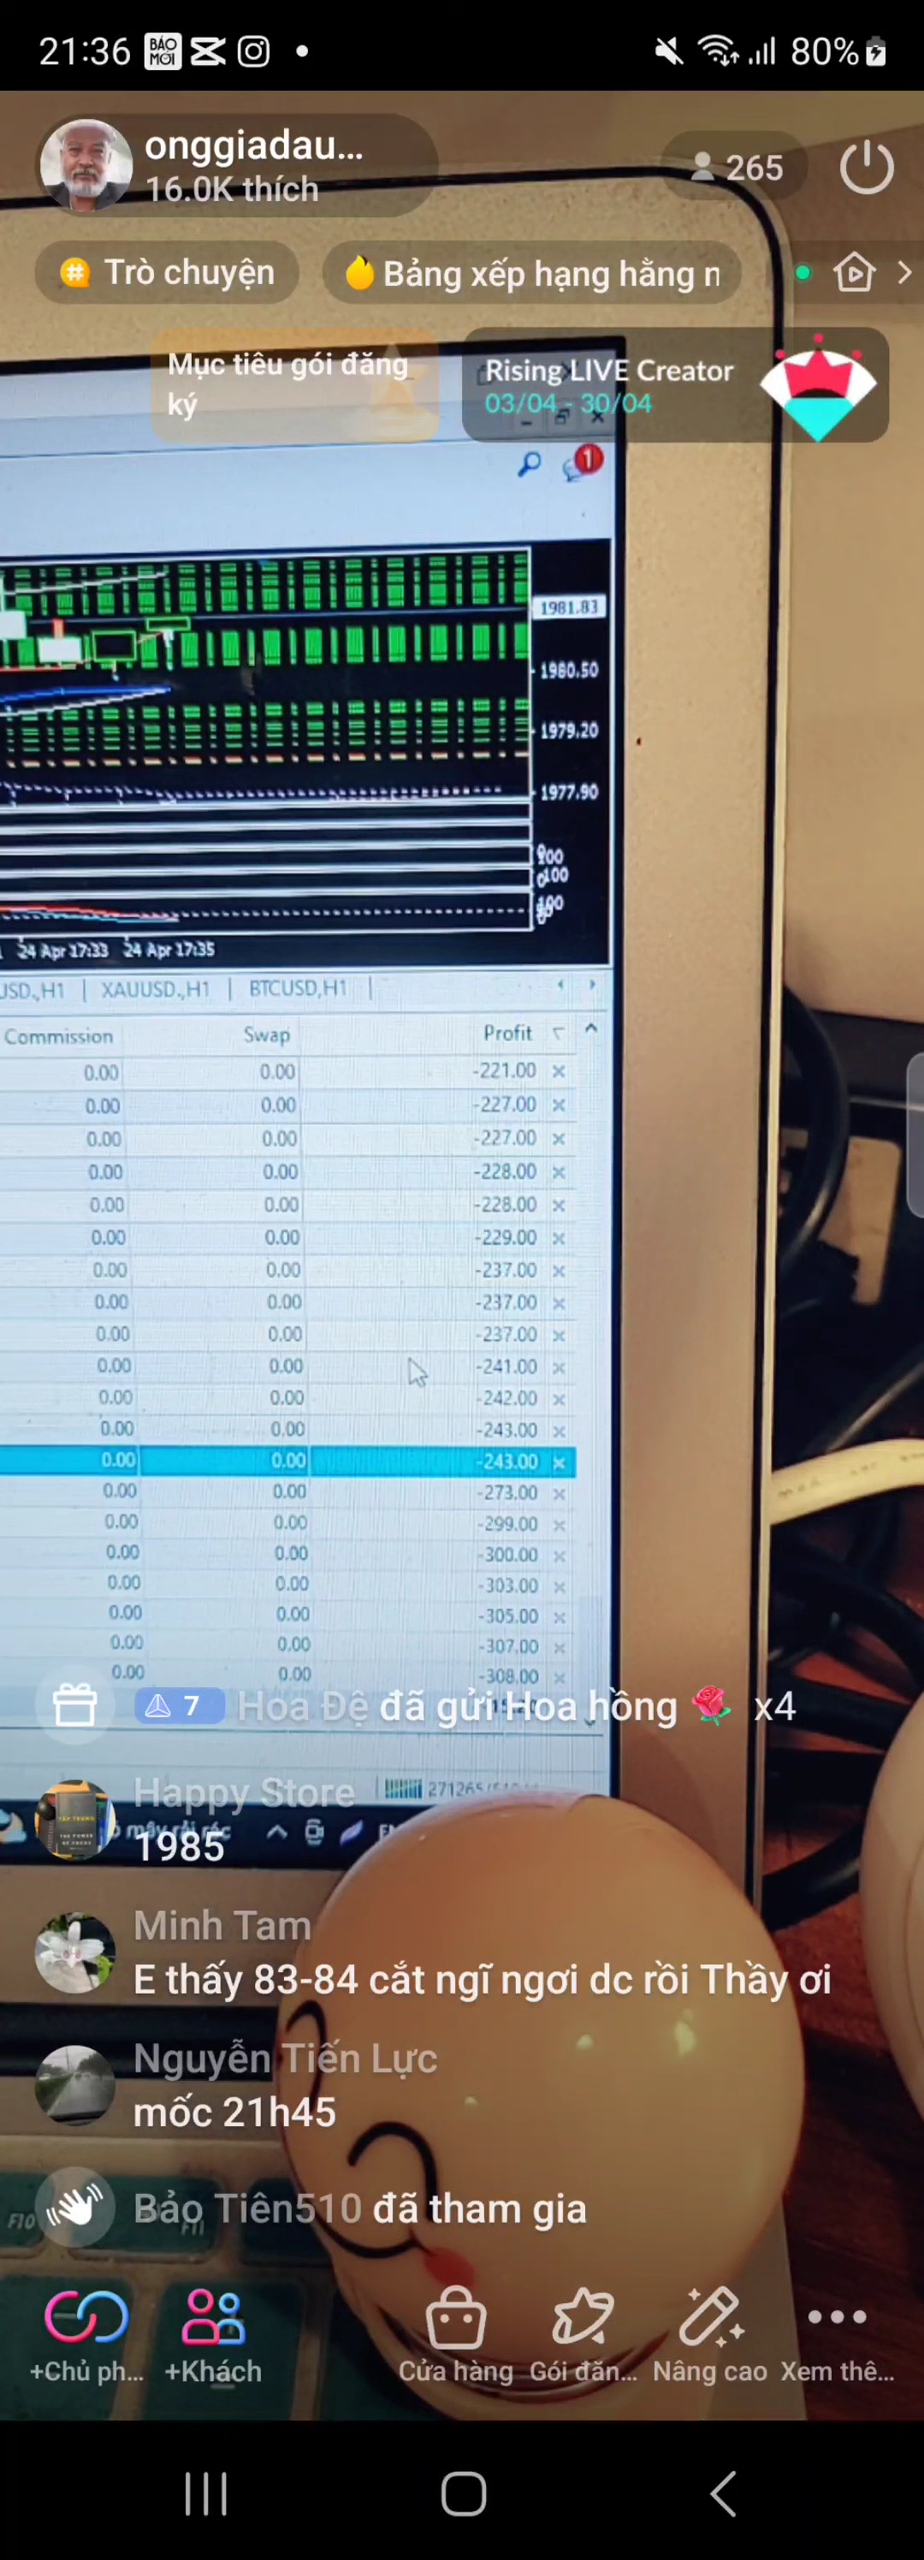 21:36
BÁO MỚI
80%
onggiadau...
16.0K thích
265
Trò chuyện
Bảng xếp hạng hằng n
Mục tiêu gói đăng
ký
Rising LIVE Creator
03/04 - 30/04
1
1981.83
1980.50
1979.20
1977.90
24 Apr 17:33 24 Apr 17:35
USD.,H1 | XAUUSD.,H1 | BTCUSD,H1 |
Commission Swap Profit
0.00 0.00 -221.00
0.00 0.00 -227.00
0.00 0.00 -227.00
0.00 0.00 -228.00
0.00 0.00 -228.00
0.00 0.00 -229.00
0.00 0.00 -237.00
0.00 0.00 -237.00
0.00 0.00 -237.00
0.00 0.00 -241.00
0.00 0.00 -242.00
0.00 0.00 -243.00
0.00 0.00 -243.00
0.00 0.00 -273.00
0.00 0.00 -299.00
0.00 0.00 -300.00
0.00 0.00 -303.00
0.00 0.00 -305.00
0.00 0.00 -307.00
0.00 0.00 -308.00
7 Hoa Đệ đã gửi Hoa hồng x4
Happy Store
1985
Minh Tam
E thấy 83-84 cắt ngĩ ngơi dc rồi Thầy ơi
Nguyễn Tiến Lực
mốc 21h45
Bảo Tiên510 đã tham gia
F10
F11
+Chủ ph...
+Khách
Cửa hàng
Gói đăn...
Nâng cao
Xem thê...